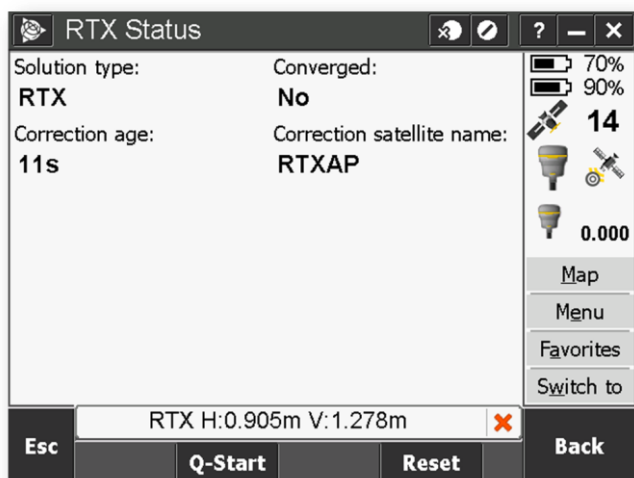 RTX Status
? – ×
Solution type: Converged:
RTX No
Correction age: Correction satellite name:
11s RTXAP
70%
90%
14
0.000
Map
Menu
Favorites
Switch to
RTX H:0.905m V:1.278m
Esc Q-Start Reset Back